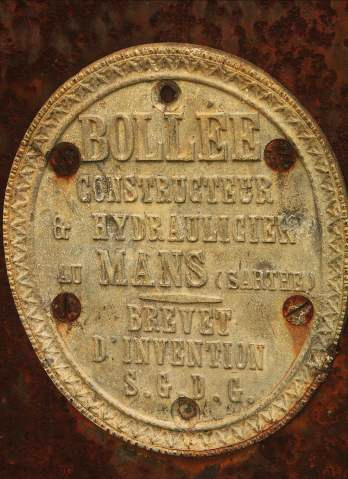 BOLLÉE
CONSTRUCTEUR
& HYDRAULICIEN
AU MANS (SARTHE)
BREVET
D'INVENTION
S.G.D.G.